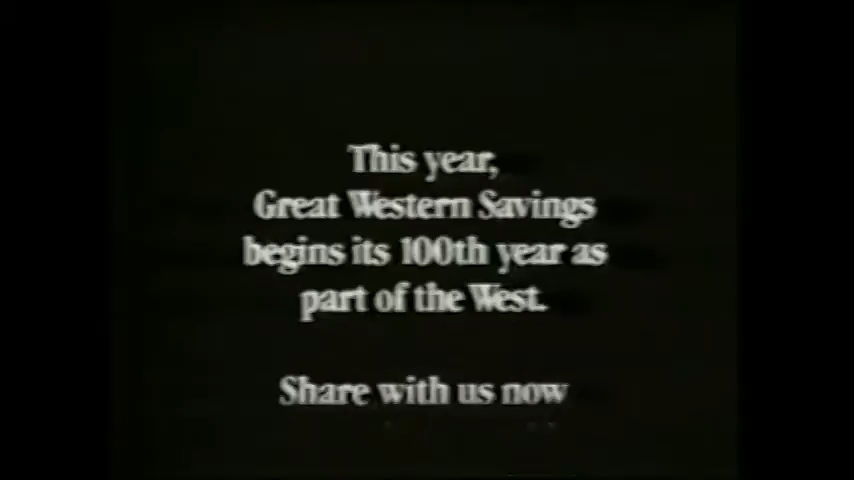 This year,
Great Western Savings
begins its 100th year as
part of the West.
Share with us now